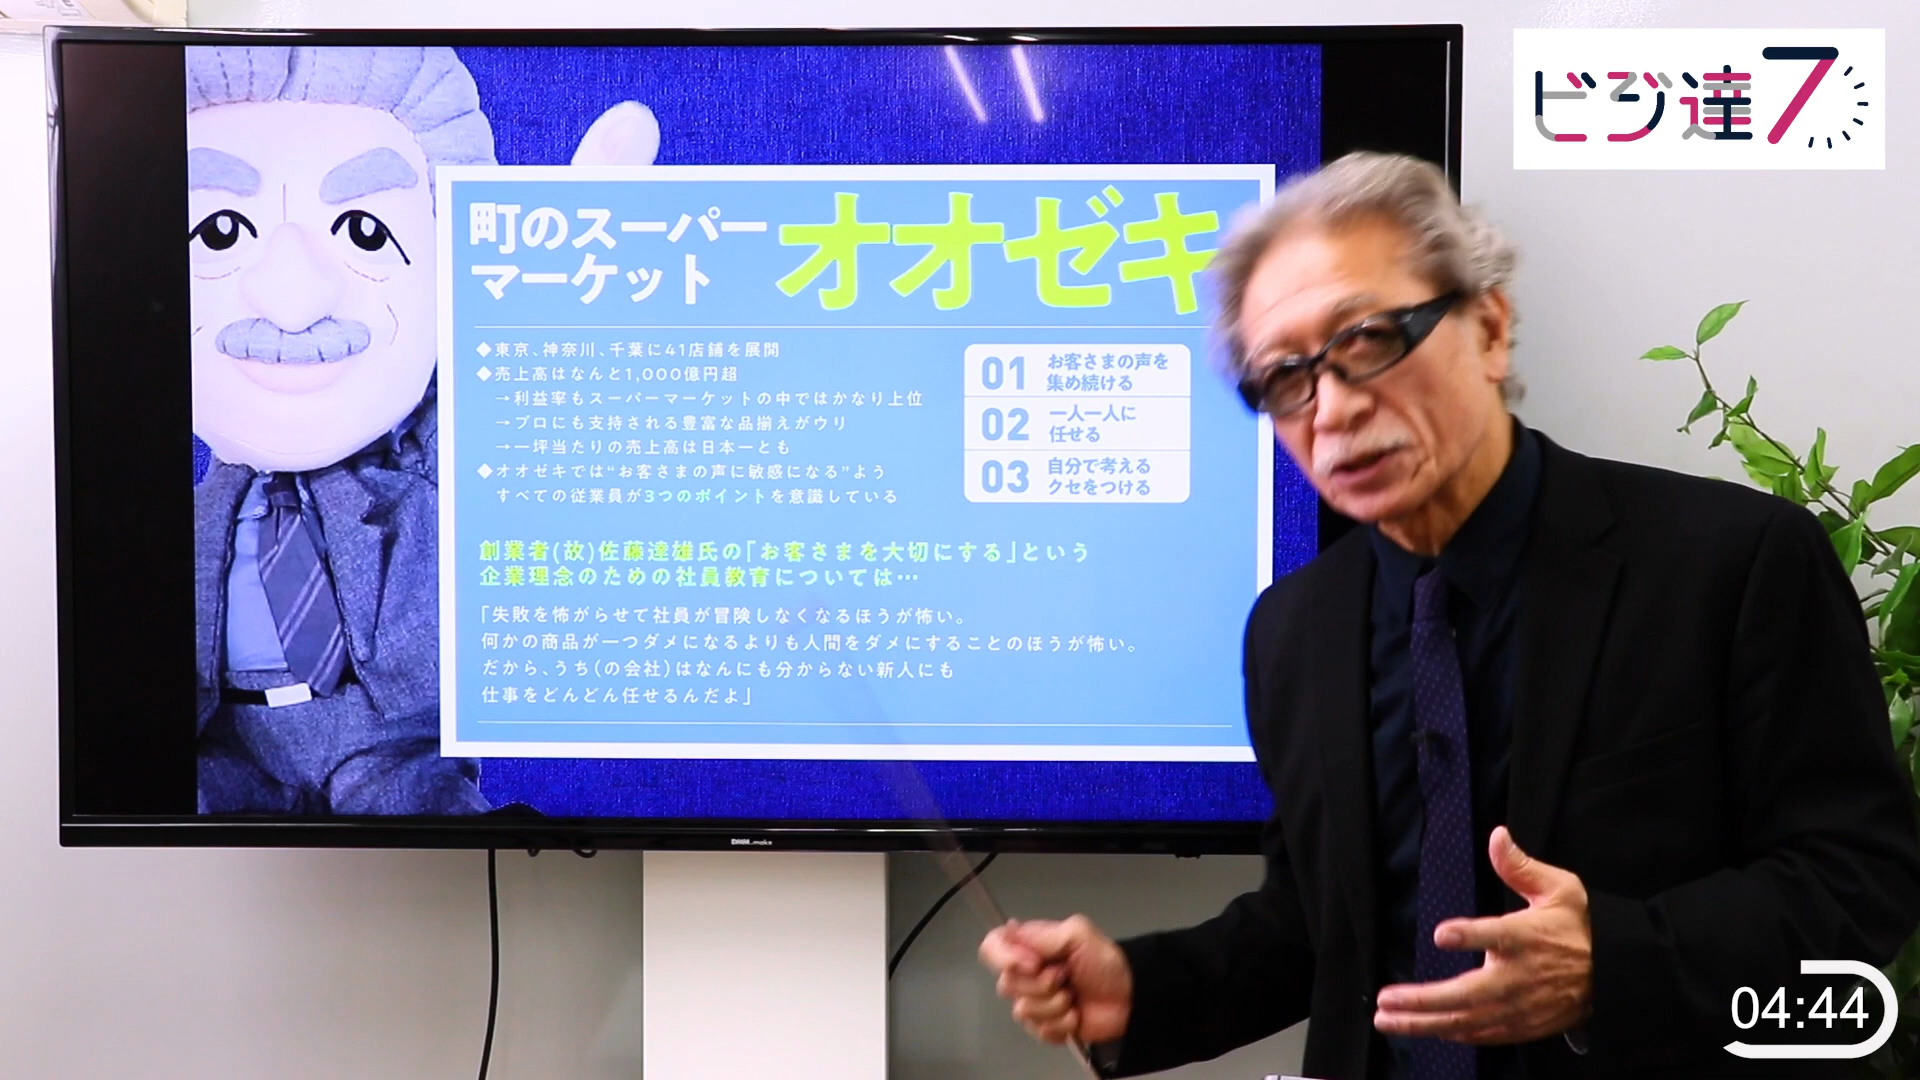 ビジ達7
町のスーパー
マーケット
オオゼキ
◆東京、神奈川、千葉に41店舗を展開
◆売上高はなんと1,000億円超
→利益率もスーパーマーケットの中ではかなり上位
→プロにも支持される豊富な品揃えがウリ
→一坪当たりの売上高は日本一とも
◆オオゼキでは“お客さまの声に敏感になる”よう
すべての従業員が3つのポイントを意識している
01 お客さまの声を
集め続ける
02 一人一人に
任せる
03 自分で考える
クセをつける
創業者(故)佐藤達雄氏の「お客さまを大切にする」という
企業理念のための社員教育については…
「失敗を怖がらせて社員が冒険しなくなるほうが怖い。
何かの商品が一つダメになるよりも人間をダメにすることのほうが怖い。
だから、うち(の会社)はなんにも分からない新人にも
仕事をどんどん任せるんだよ」
DMM.make
04:44